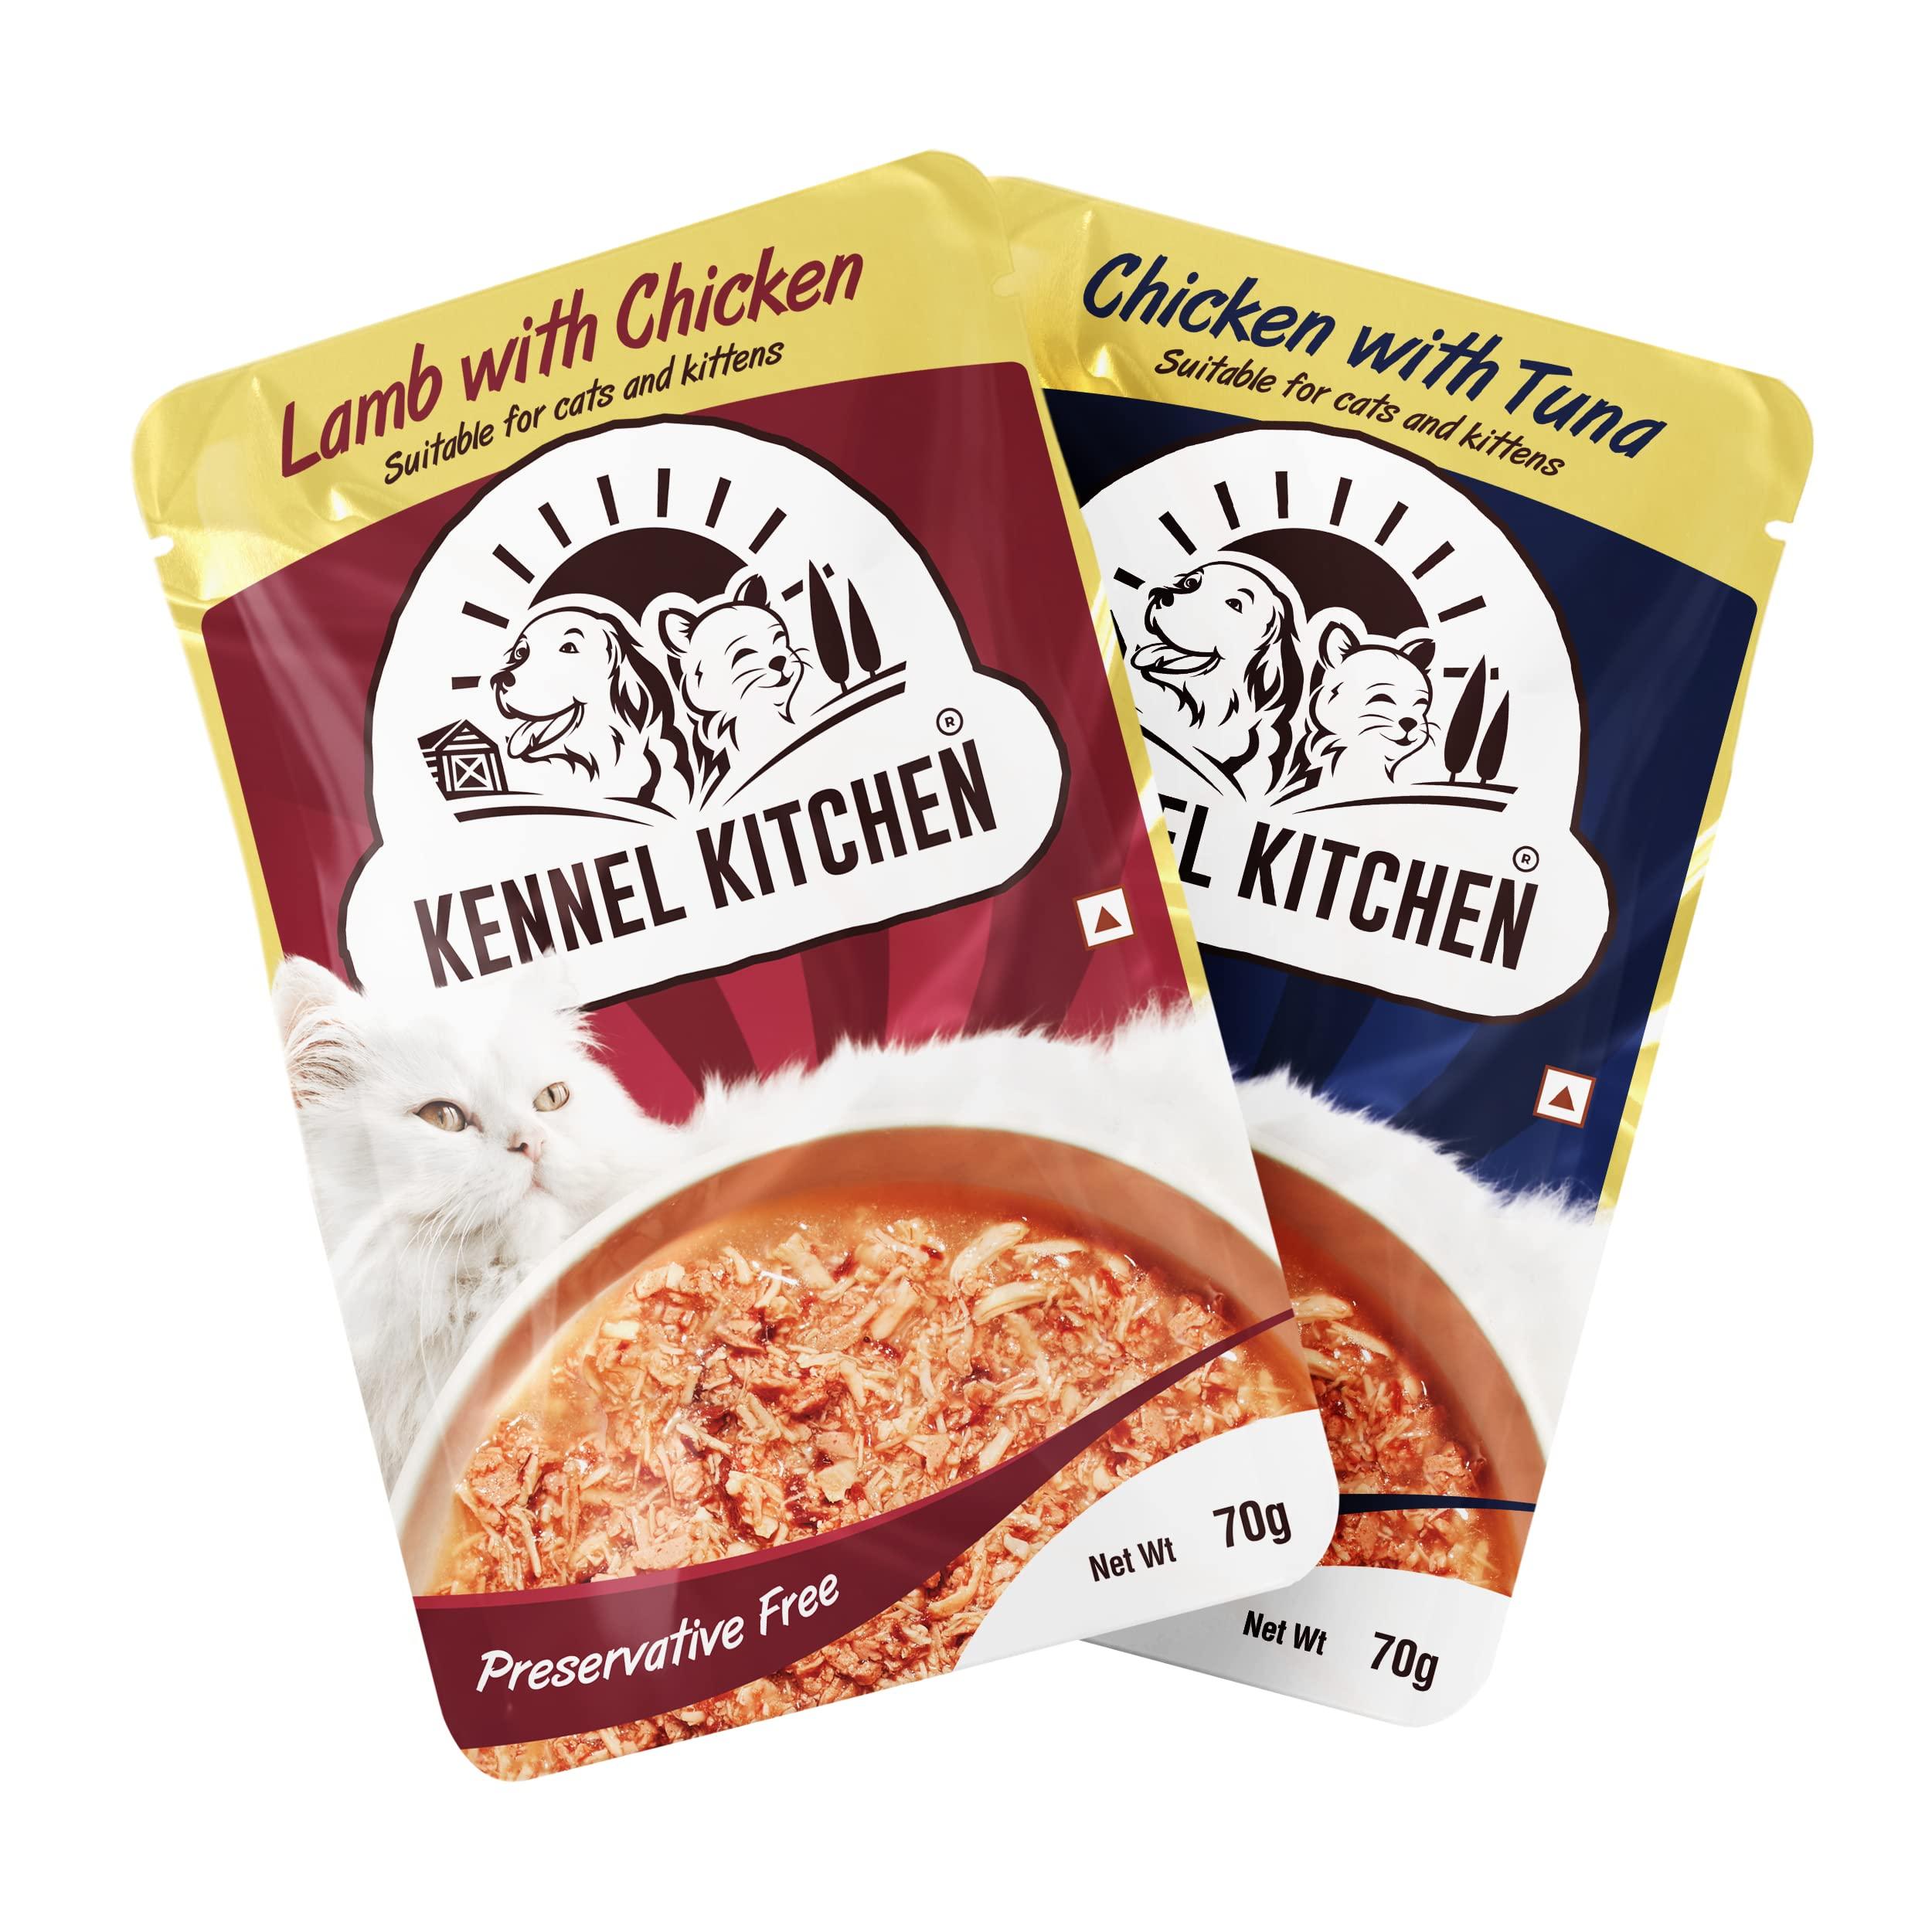 Lamb with Chicken
Suitable for cats and kittens
®
KENNEL KITCHEN
Preservative Free
Net Wt 70g
Chicken with Tuna
Suitable for cats and kittens
®
EL KITCHEN
Net Wt 70g